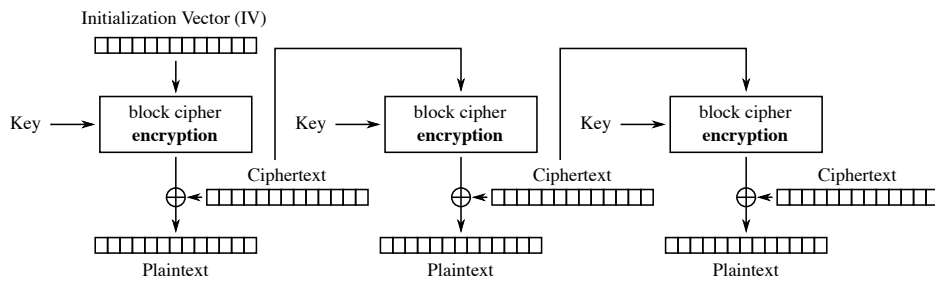 Initialization Vector (IV)
Key
block cipher
encryption
Key
block cipher
encryption
Key
block cipher
encryption
Ciphertext
Ciphertext
Ciphertext
Plaintext
Plaintext
Plaintext